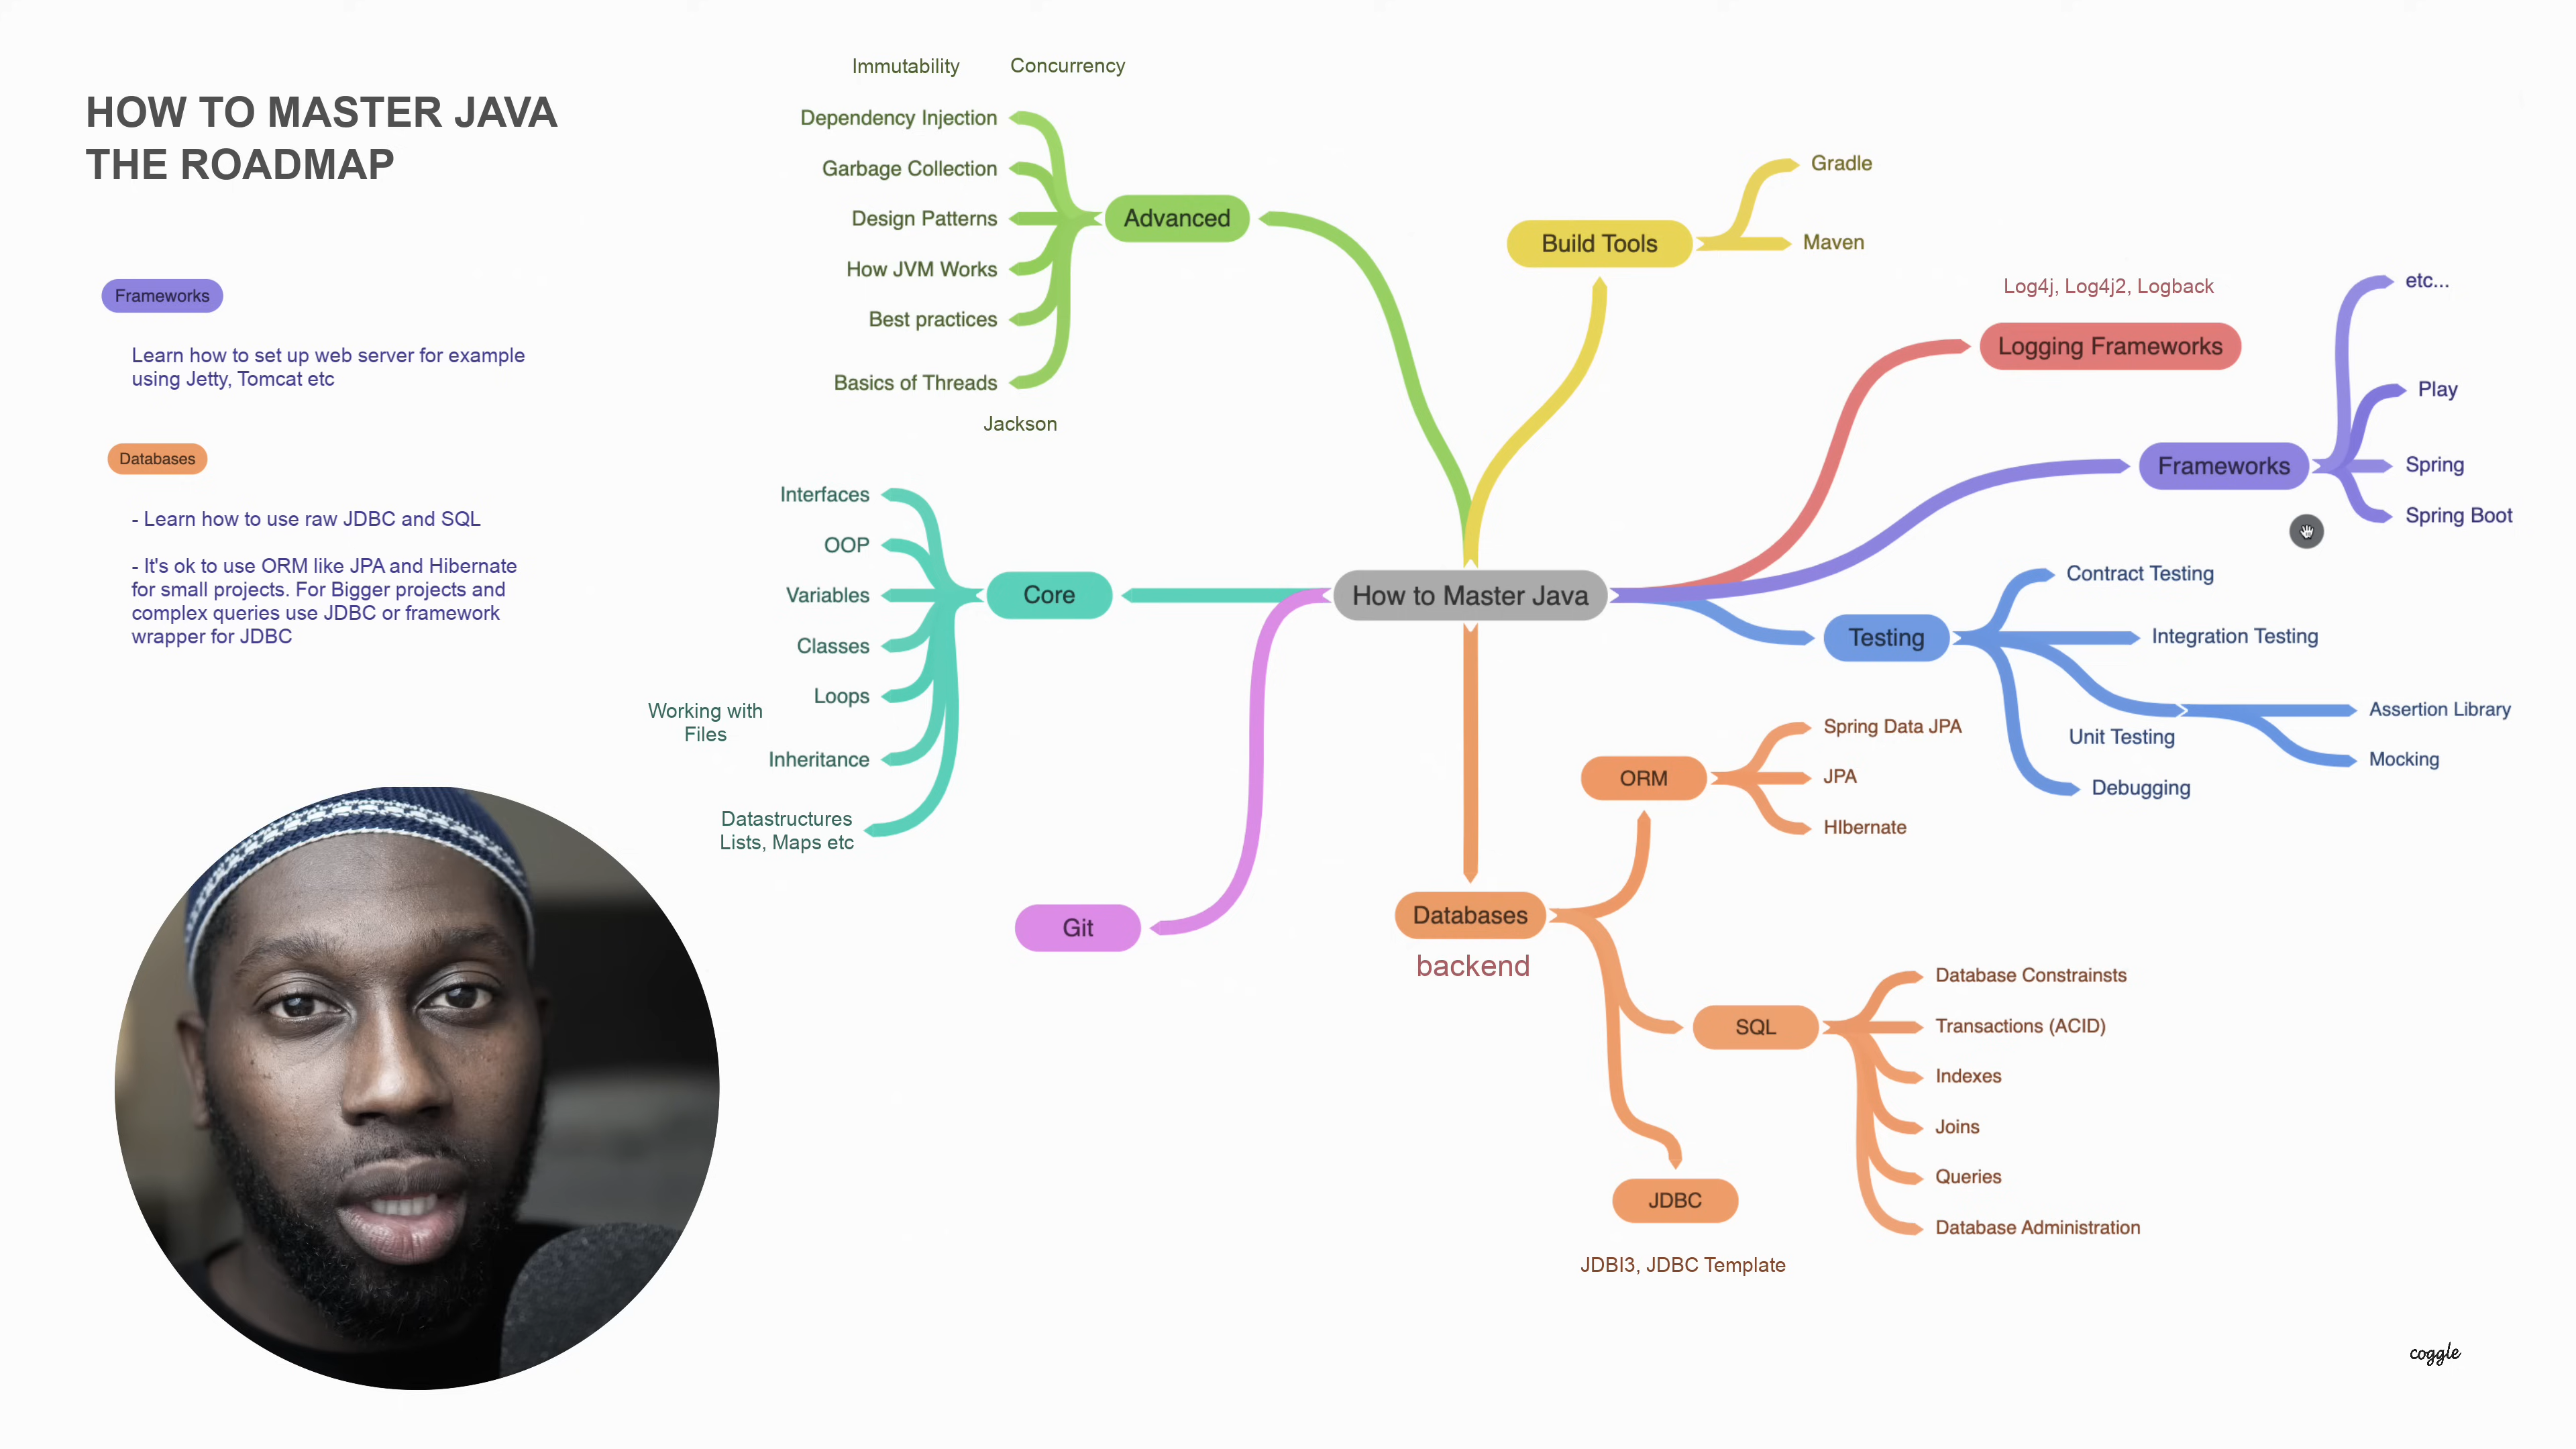 HOW TO MASTER JAVA
THE ROADMAP
Frameworks
Learn how to set up web server for example
using Jetty, Tomcat etc
Databases
- Learn how to use raw JDBC and SQL
- It's ok to use ORM like JPA and Hibernate
for small projects. For Bigger projects and
complex queries use JDBC or framework
wrapper for JDBC
Immutability
Concurrency
Dependency Injection
Garbage Collection
Design Patterns
How JVM Works
Best practices
Basics of Threads
Jackson
Advanced
Interfaces
OOP
Variables
Classes
Loops
Working with
Files
Inheritance
Datastructures
Lists, Maps etc
Core
Git
How to Master Java
Build Tools
Gradle
Maven
Log4j, Log4j2, Logback
Logging Frameworks
Frameworks
etc...
Play
Spring
Spring Boot
Testing
Contract Testing
Integration Testing
Unit Testing
Assertion Library
Mocking
Debugging
Databases
backend
ORM
Spring Data JPA
JPA
HIbernate
SQL
Database Constrainsts
Transactions (ACID)
Indexes
Joins
Queries
Database Administration
JDBC
JDBI3, JDBC Template
coggle